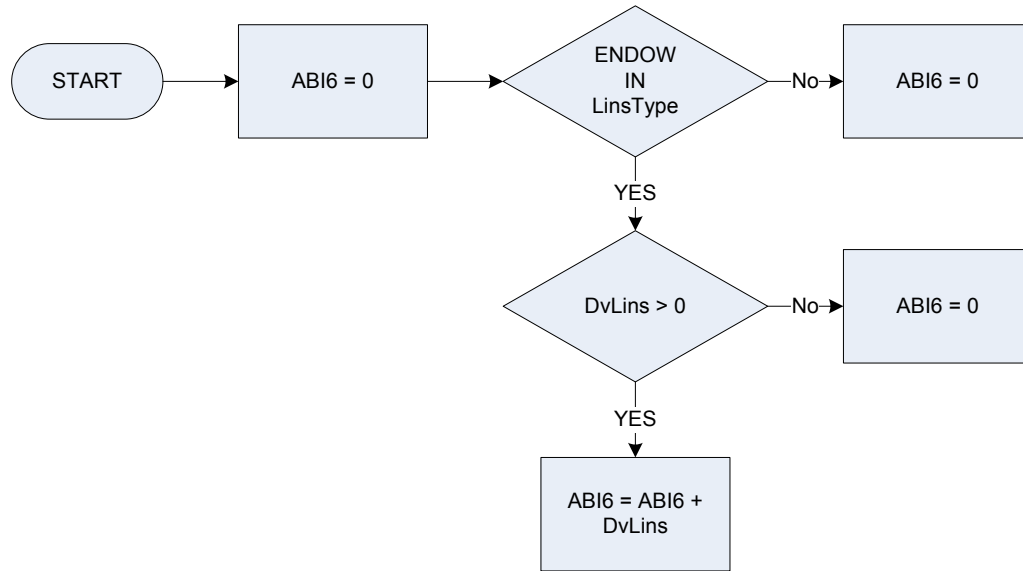 START
ABI6 = 0
ENDOW
IN
LinsType
No
ABI6 = 0
YES
DvLins > 0
No
ABI6 = 0
YES
ABI6 = ABI6 +
DvLins